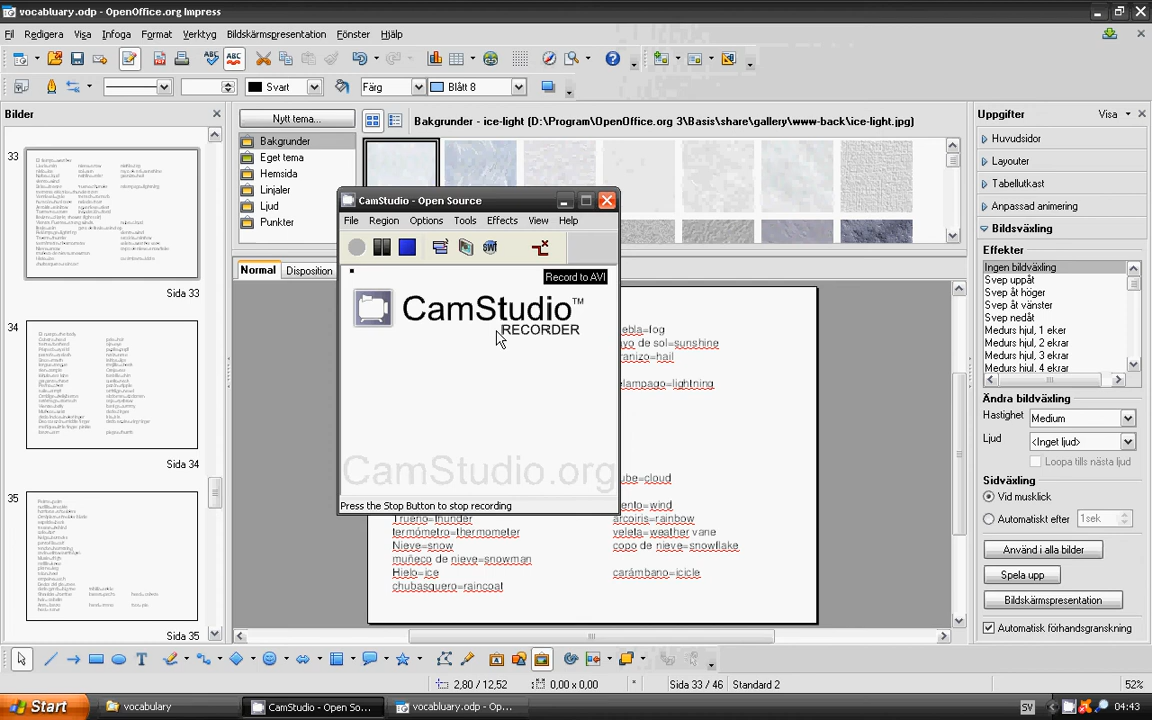 vocabluary.odp - OpenOffice.org Impress
Fil Redigera Visa Infoga Format Verktyg Bildskärmspresentation Fönster Hjälp
Svart Färg Blått 8
Bilder
Nytt tema...
Bakgrunder - ice-light (D:\Program\OpenOffice.org 3\Basis\share\gallery\www-back\ice-light.jpg)
Bakgrunder
Eget tema
Hemsida
Linjaler
Ljud
Punkter
Uppgifter Visa
Huvudsidor
Layouter
Tabellutkast
Anpassad animering
Bildsväxling
Effekter
Ingen bildväxling
Svep uppåt
Svep åt höger
Svep åt vänster
Svep nedåt
Medurs hjul, 1 eker
Medurs hjul, 2 ekrar
Medurs hjul, 3 ekrar
Medurs hjul, 4 ekrar
Ändra bildväxling
Hastighet Medium
Ljud <Inget ljud>
Loopa tills nästa ljud
Sidväxling
Vid musklick
Automatiskt efter 1sek
Använd i alla bilder
Spela upp
Bildskärmspresentation
Automatisk förhandsgranskning
CamStudio - Open Source
File Region Options Tools Effects View Help
SWF
Record to AVI
CamStudio™
RECORDER
CamStudio.org
Press the Stop Button to stop recording
Normal Disposition
ebla=fog
yo de sol=sunshine
ranizo=hail
elampago=lightning
ube=cloud
ento=wind
Trueno=thunder arcoiris=rainbow
termómetro=thermometer veleta=weather vane
Nieve=snow copo de nieve=snowflake
muñeco de nieve=snowman
Hielo=ice carámbano=icicle
chubasquero=raincoat
33
Sida 33
34
Sida 34
35
Sida 35
2,80 / 12,52 0,00 x 0,00 * Sida 33 / 46 Standard 2 52%
Start vocabulary CamStudio - Open So... vocabluary.odp - Op... SV 04:43